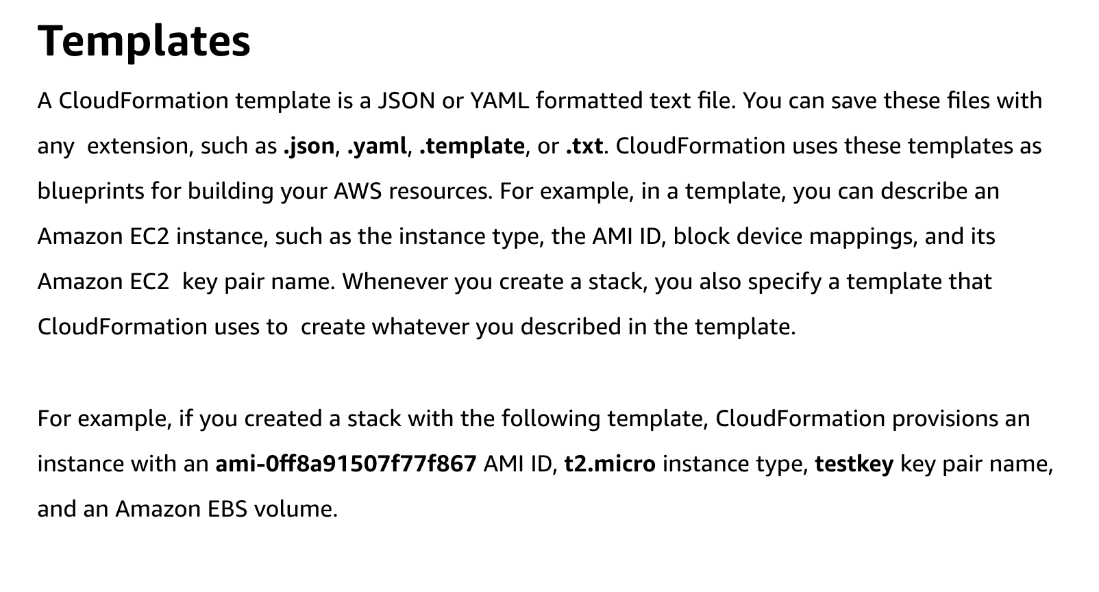 Templates
A CloudFormation template is a JSON or YAML formatted text file. You can save these files with
any  extension, such as .json, .yaml, .template, or .txt. CloudFormation uses these templates as
blueprints for building your AWS resources. For example, in a template, you can describe an
Amazon EC2 instance, such as the instance type, the AMI ID, block device mappings, and its
Amazon EC2  key pair name. Whenever you create a stack, you also specify a template that
CloudFormation uses to  create whatever you described in the template.
For example, if you created a stack with the following template, CloudFormation provisions an
instance with an ami-0ff8a91507f77f867 AMI ID, t2.micro instance type, testkey key pair name,
and an Amazon EBS volume.